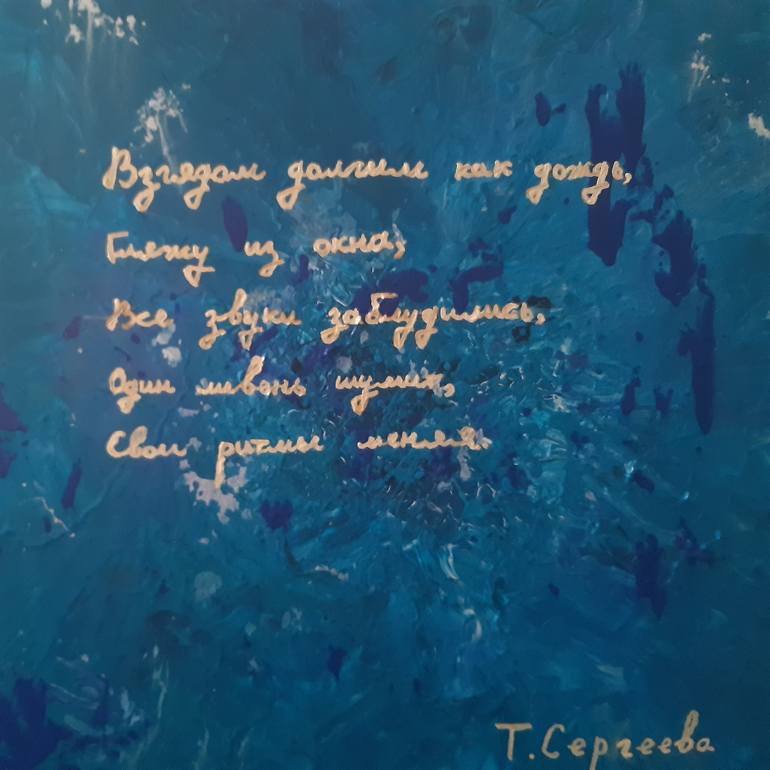 Взглядом долгим как дождь,
Гляжу из окна,
Все звуки заблудились,
Один ливень шумит,
Свои ритмы меняя.
Т. Сергеева